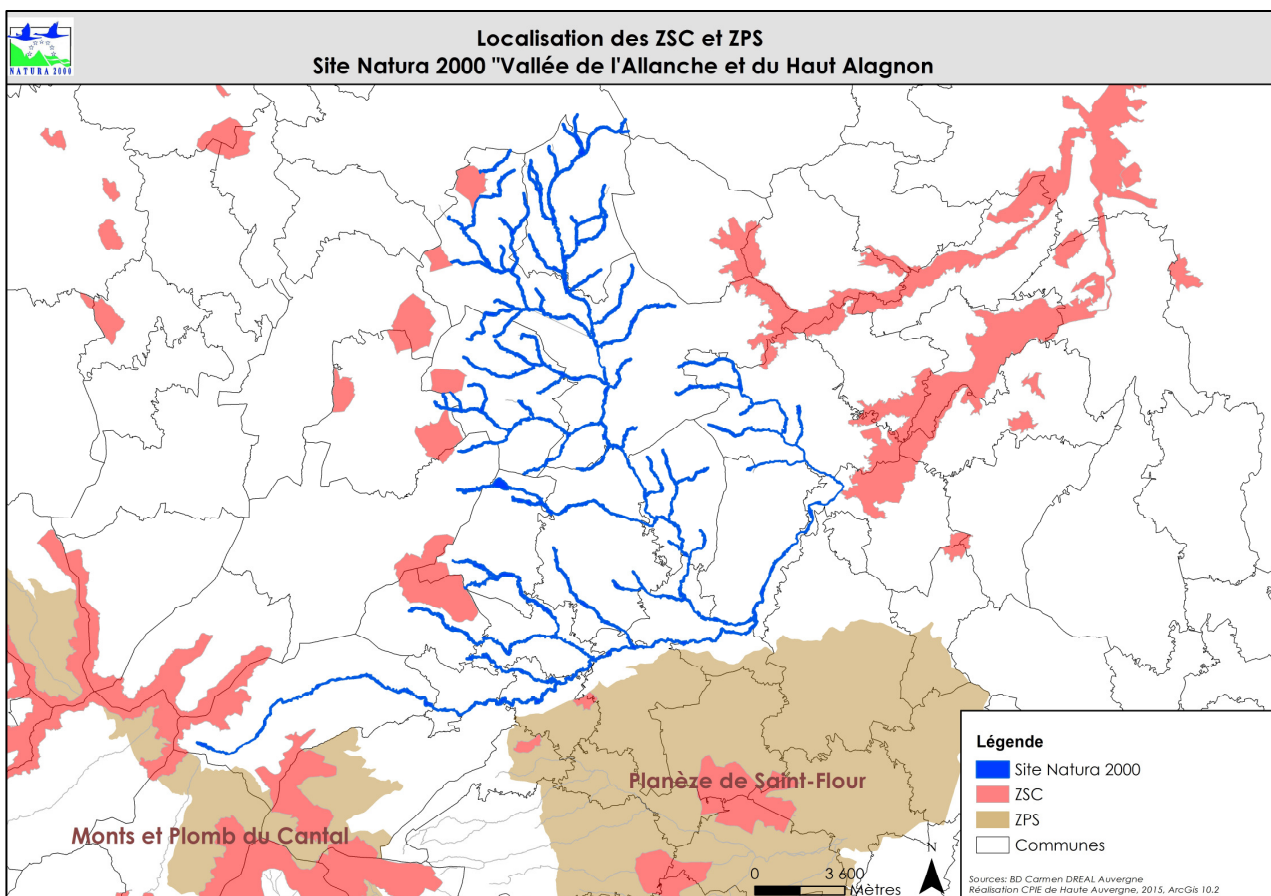 NATURA 2000
Localisation des ZSC et ZPS
Site Natura 2000 "Vallée de l'Allanche et du Haut Alagnon
Planèze de Saint-Flour
Monts et Plomb du Cantal
Légende
Site Natura 2000
ZSC
ZPS
Communes
N
0 3 600
Mètres
Sources: BD Carmen DREAL Auvergne
Réalisation CPIE de Haute Auvergne, 2015, ArcGis 10.2